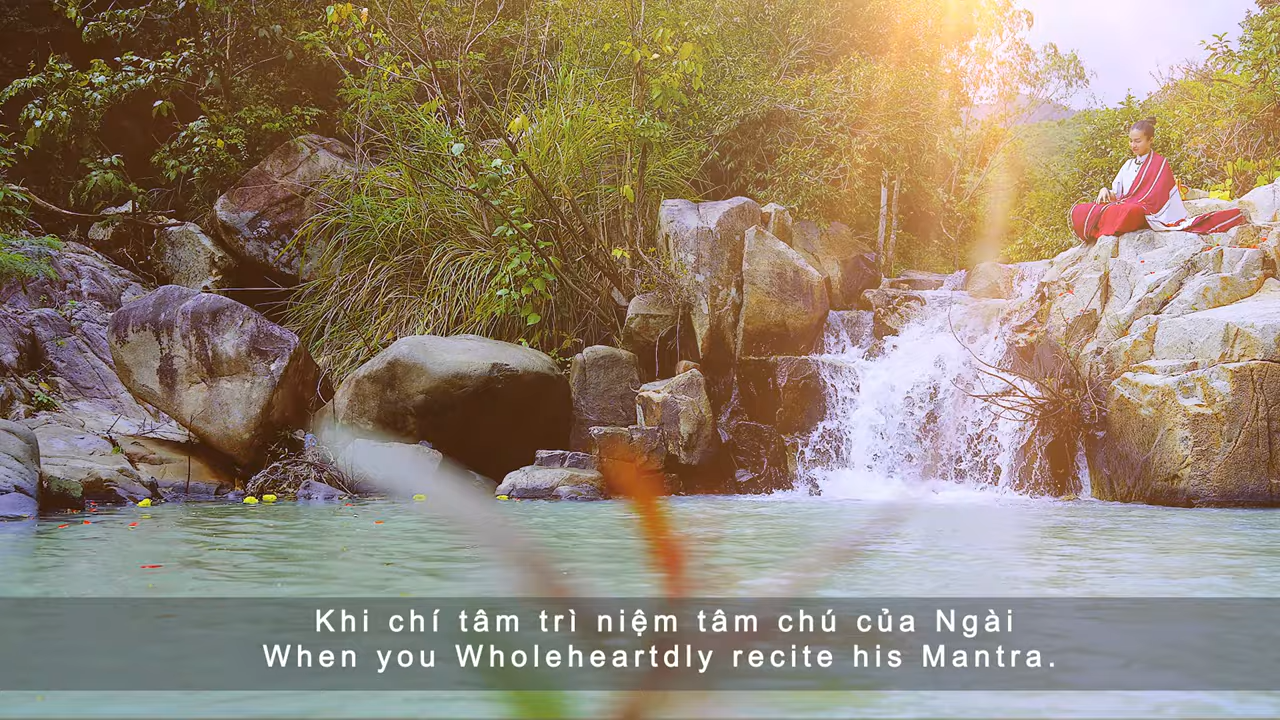 Khi chí tâm trì niệm tâm chú của Ngài
When you Wholeheartdly recite his Mantra.